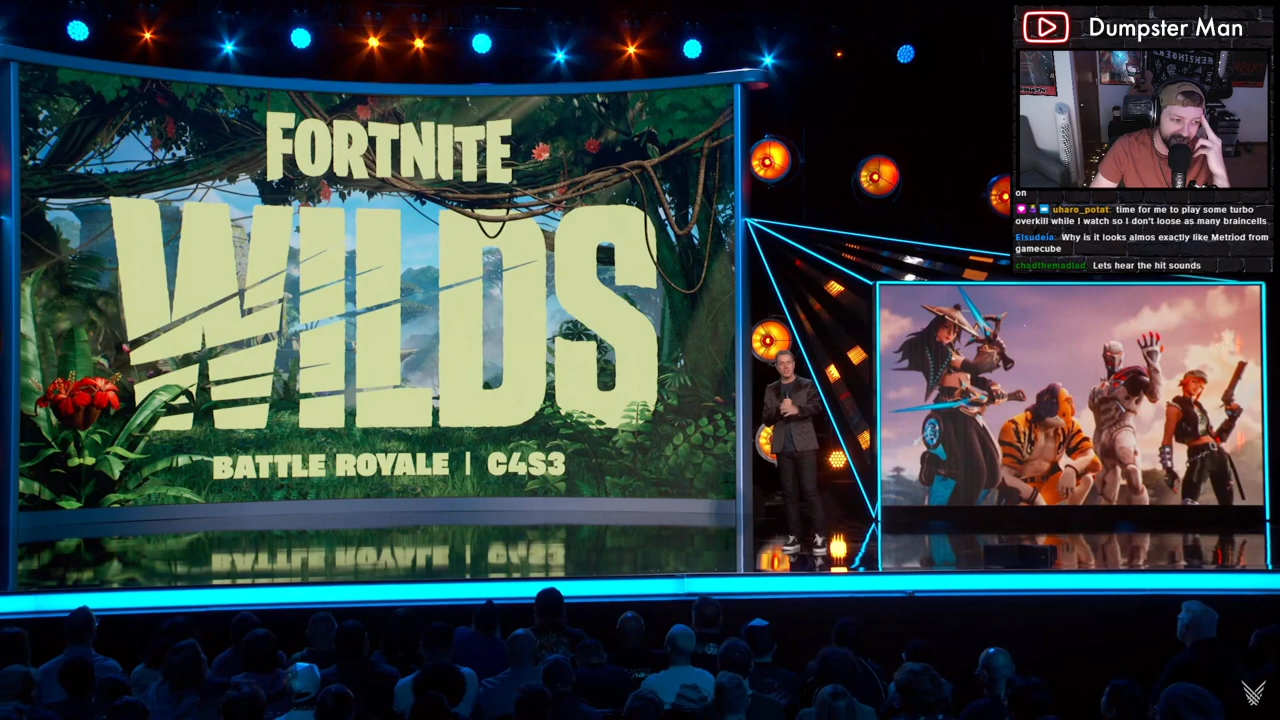 Dumpster Man
FORTNITE
WILDS
BATTLE ROYALE | C4S3
on
uharo_potat: time for me to play some turbo
overkill while I watch so I don't loose as many braincells
Elsudeia: Why is it looks almos exactly like Metriod from
gamecube
chadthemadlad: Lets hear the hit sounds